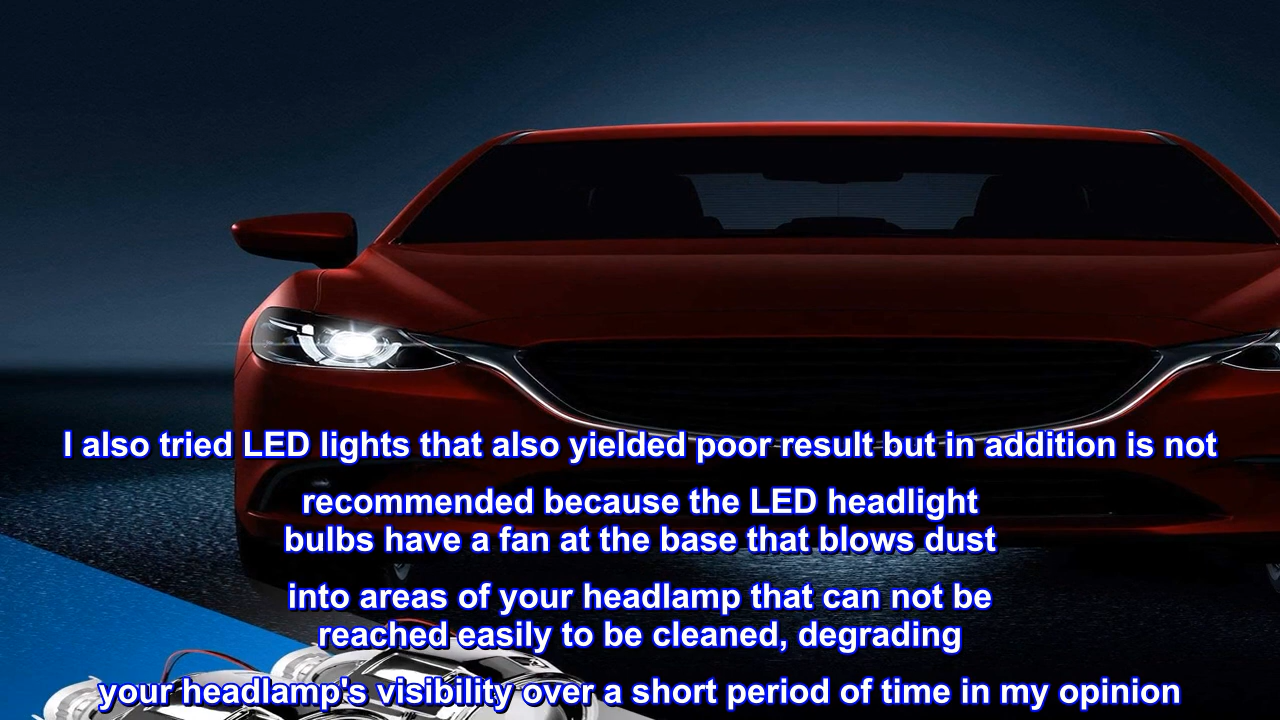 I also tried LED lights that also yielded poor result but in addition is not
recommended because the LED headlight
bulbs have a fan at the base that blows dust
into areas of your headlamp that can not be
reached easily to be cleaned, degrading
your headlamp's visibility over a short period of time in my opinion